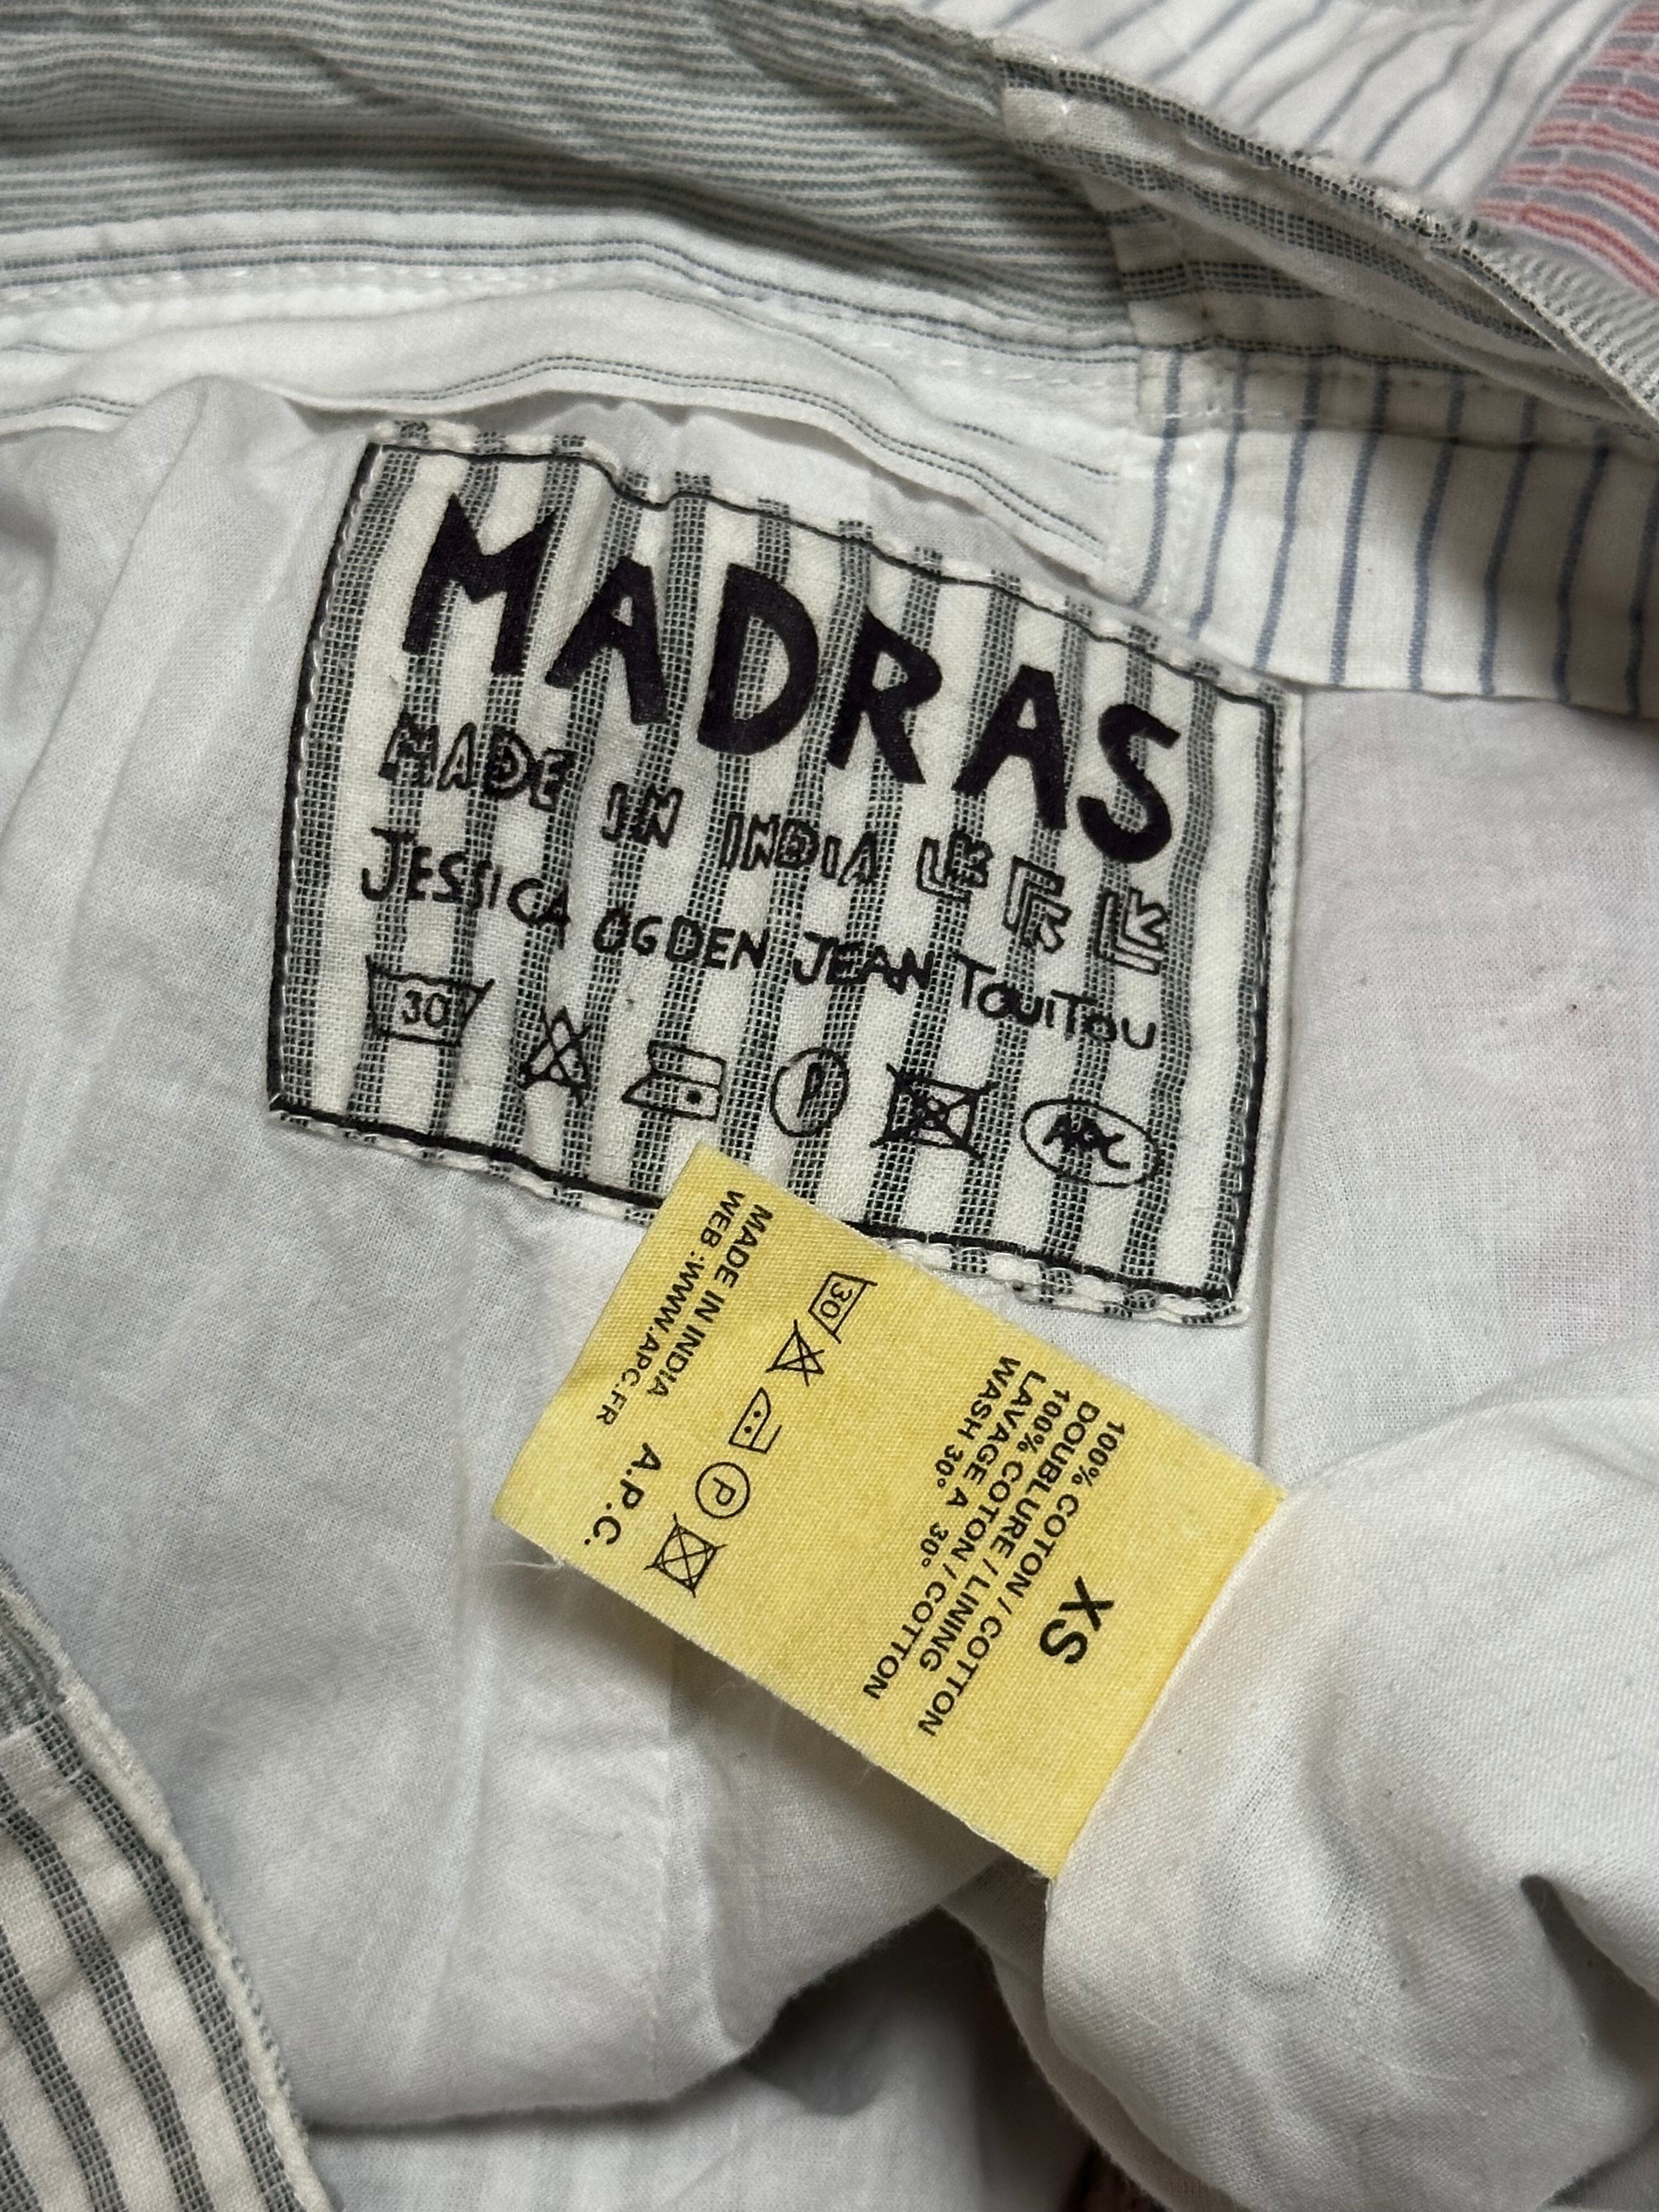 MADRAS
MADE IN INDIA
JESSICA OGDEN JEAN TOUITOU
30 P APC
XS
100% COTON / COTTON
DOUBLURE / LINING
100% COTON / COTTON
LAVAGE A 30°
WASH 30°
30 P
A.P.C.
MADE IN INDIA
WEB :WWW.APC.FR